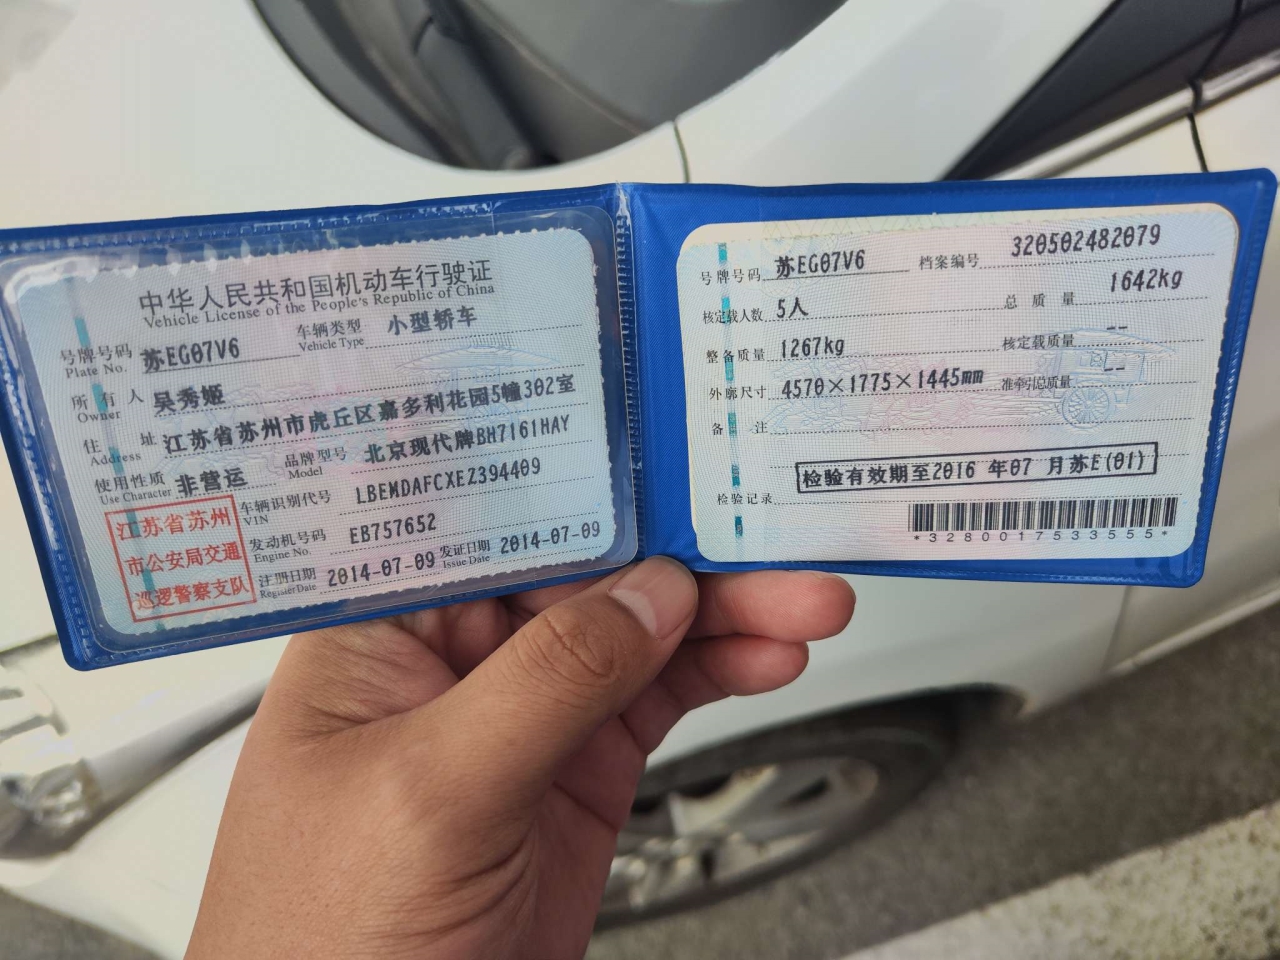 中华人民共和国机动车行驶证
Vehicle License of the People's Republic of China
号牌号码 苏EG07V6 车辆类型 小型轿车
Plate No. Vehicle Type
所有人 吴秀姬
Owner
住址 江苏省苏州市虎丘区嘉多利花园5幢302室
Address
使用性质 非营运 品牌型号 北京现代牌BH7161HAY
Use Character Model
江苏省苏州
市公安局交通
巡逻警察支队
车辆识别代号 LBEMDAFCXEZ394409
VIN
发动机号码 EB757652
Engine No.
注册日期 2014-07-09 发证日期 2014-07-09
Register Date Issue Date
号牌号码 苏EG07V6 档案编号 320502482079
核定载人数 5人 总质量 1642kg
整备质量 1267kg 核定载质量 --
外廓尺寸 4570×1775×1445mm 准牵引总质量 --
备注
检验有效期至2016 年07 月苏E(01)
检验记录
*3280017533555*